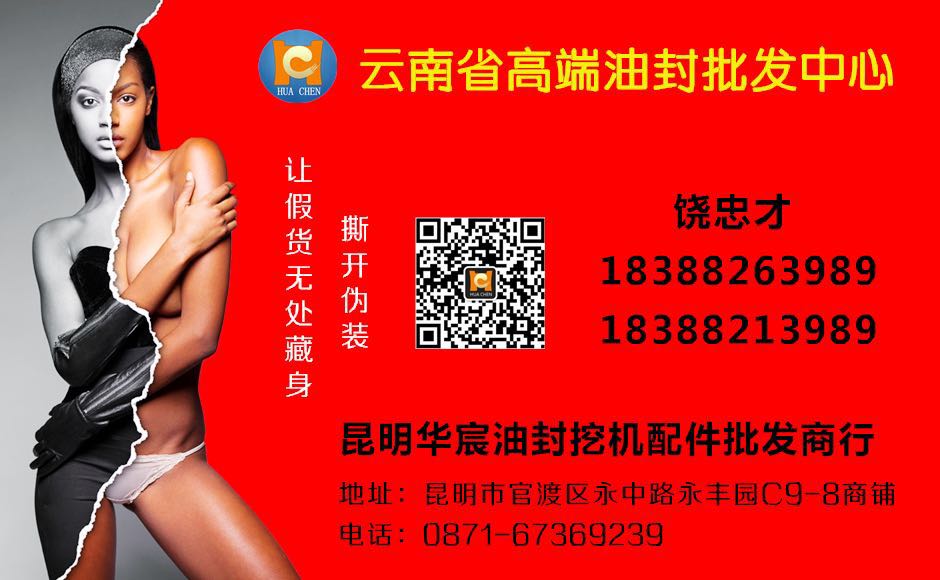 HUA CHEN
云南省高端油封批发中心
撕开伪装
让假货无处藏身
HUA CHEN
饶忠才
18388263989
18388213989
昆明华宸油封挖机配件批发商行
地址：昆明市官渡区永中路永丰园C9-8商铺
电话：0871-67369239